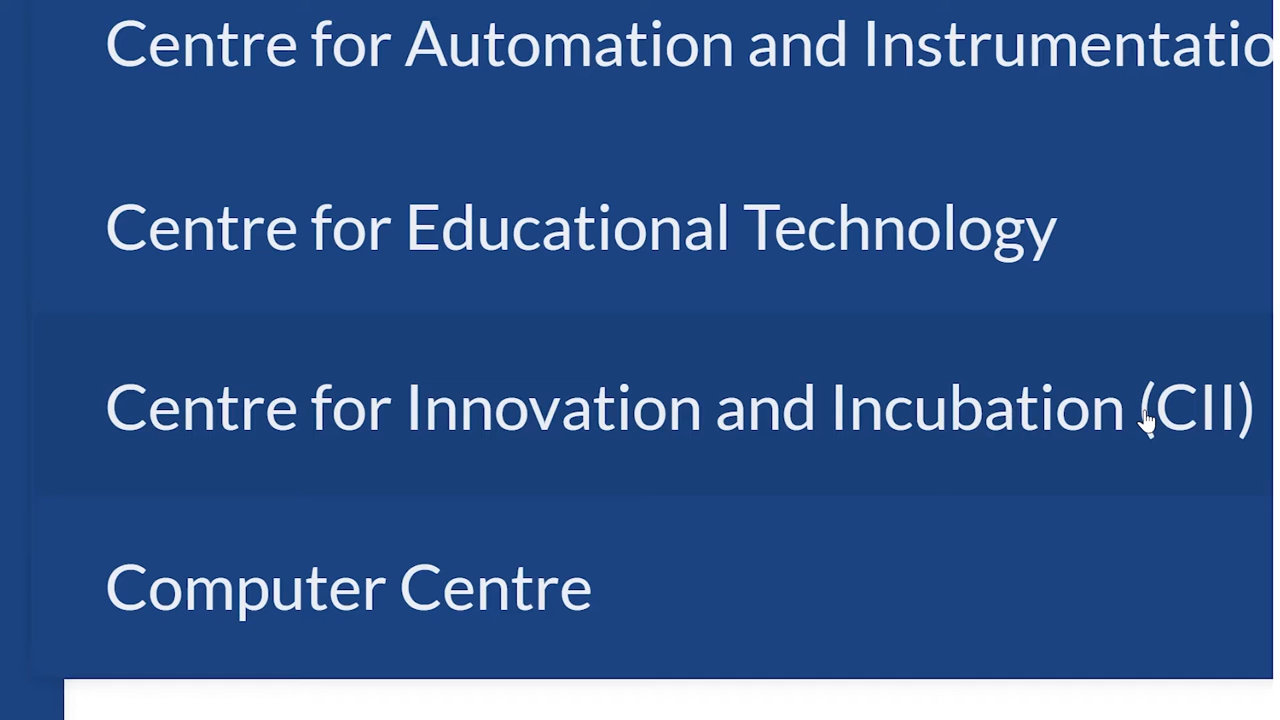 Centre for Automation and Instrumentatio
Centre for Educational Technology
Centre for Innovation and Incubation (CII)
Computer Centre